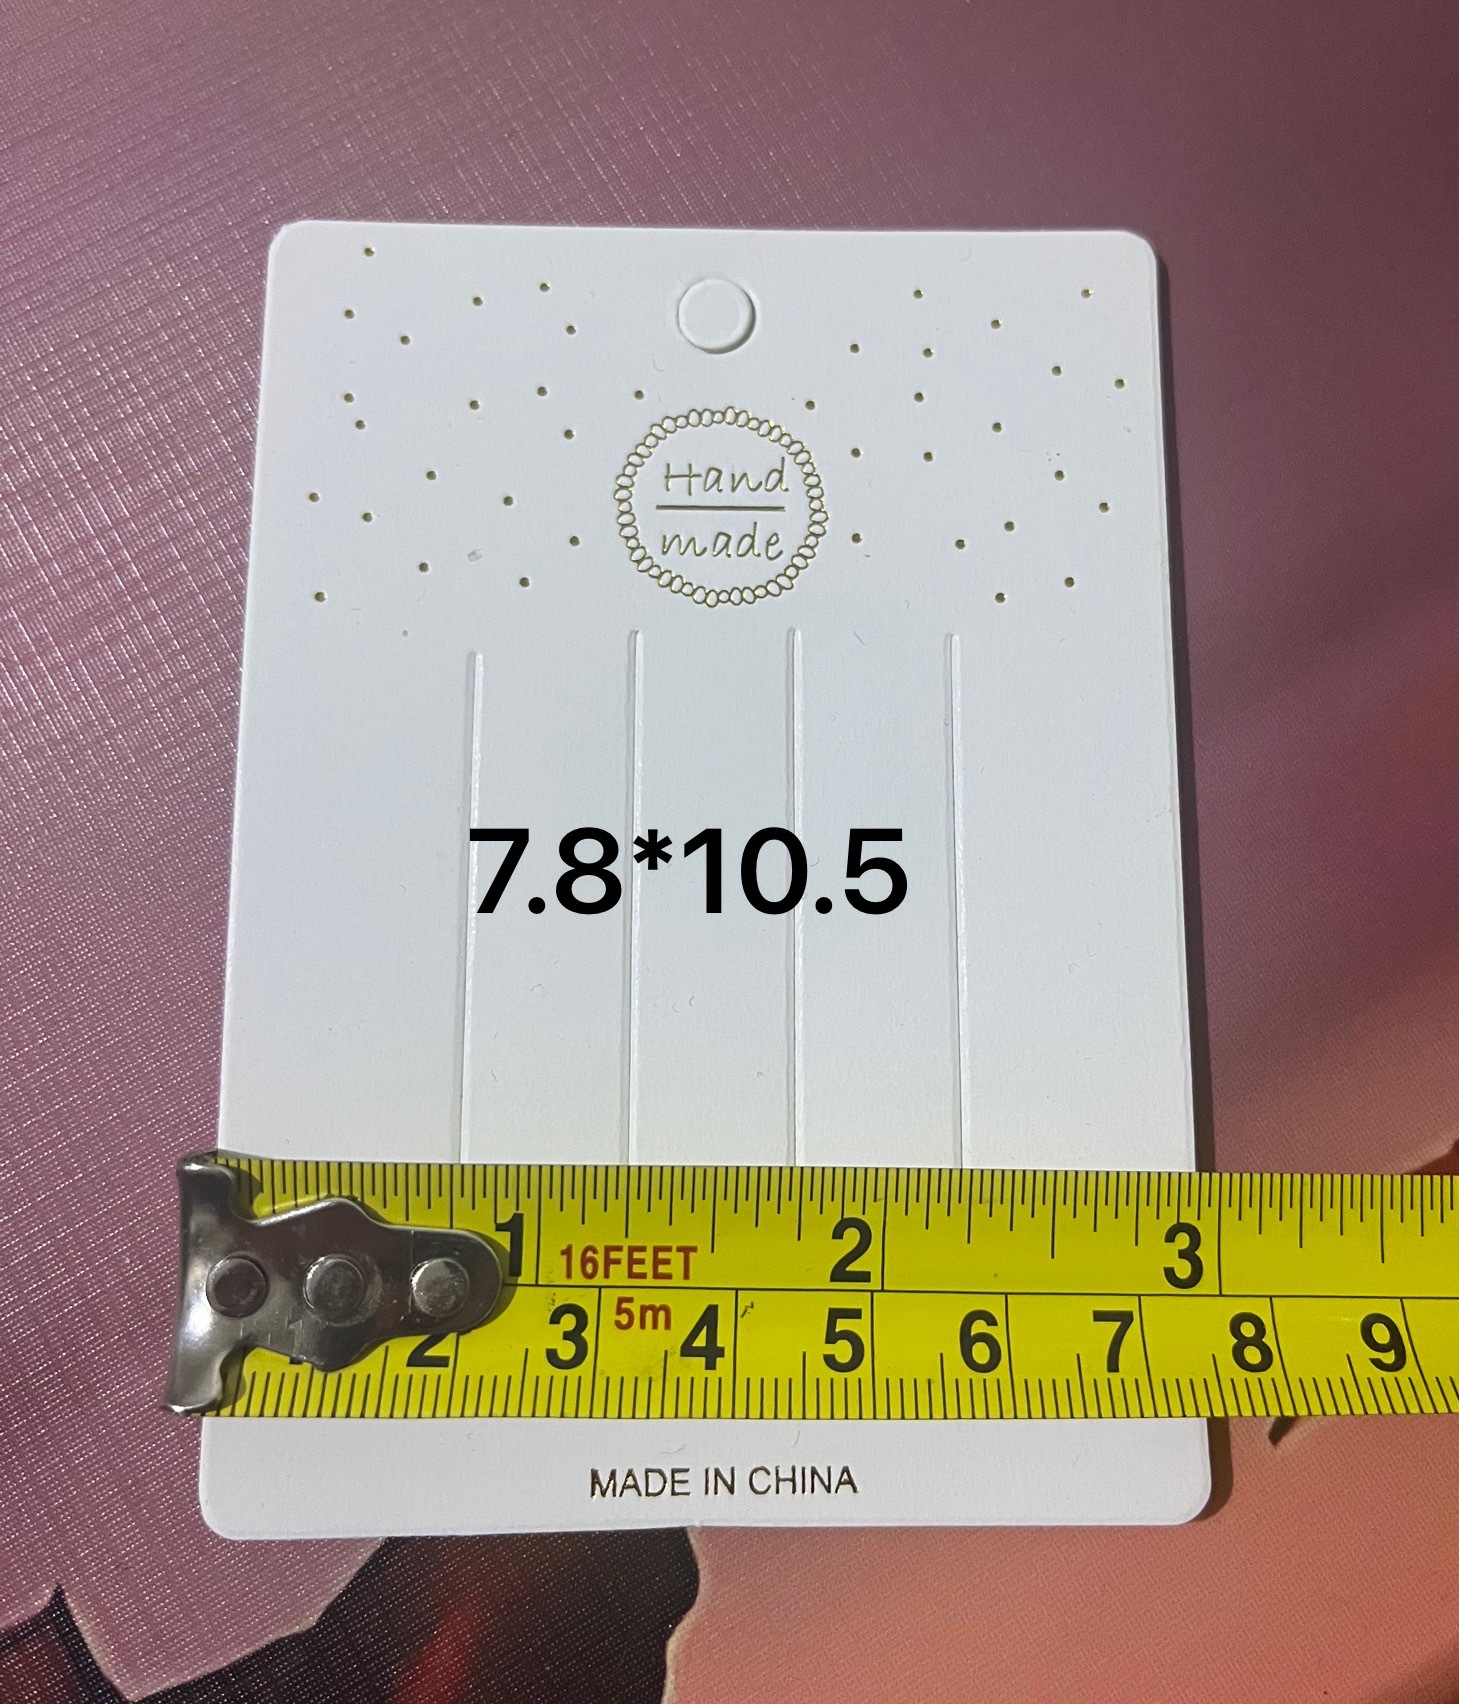 Hand
made
7.8*10.5
1 16FEET 2 3
2 3 5m 4 5 6 7 8 9
MADE IN CHINA